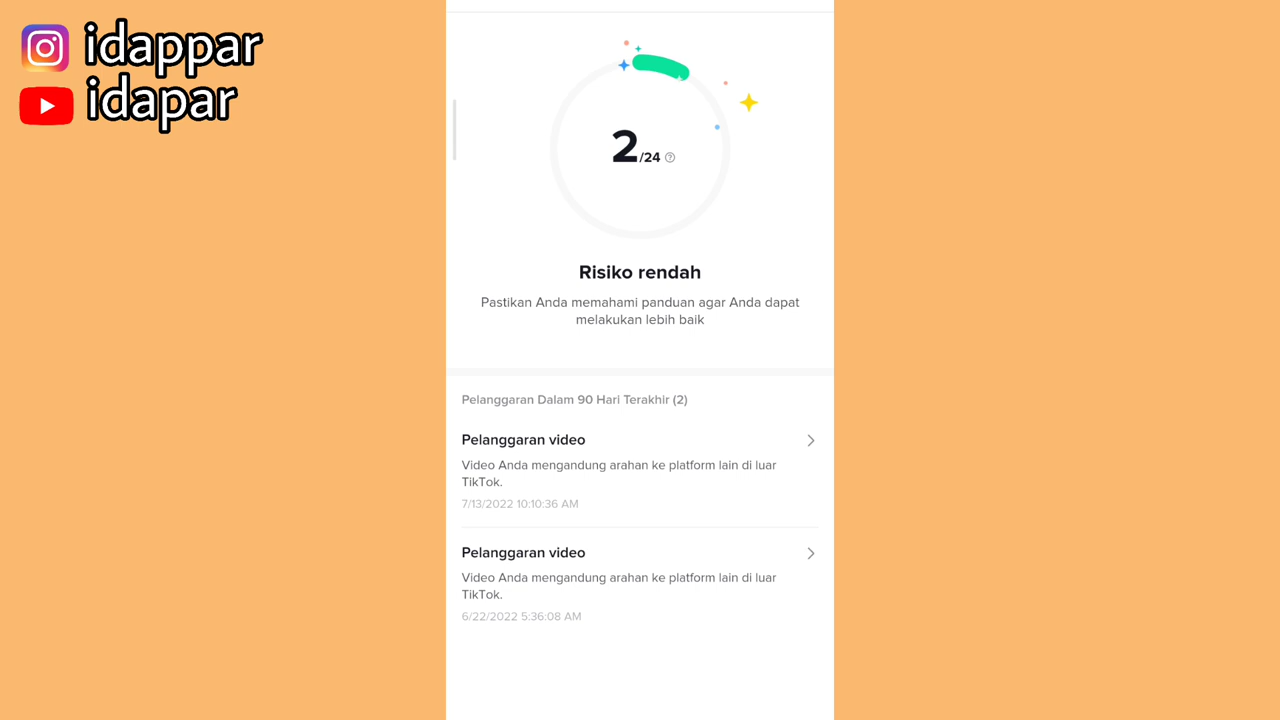 idappar
idapar
2/24
Risiko rendah
Pastikan Anda memahami panduan agar Anda dapat
melakukan lebih baik
Pelanggaran Dalam 90 Hari Terakhir (2)
Pelanggaran video
Video Anda mengandung arahan ke platform lain di luar
TikTok.
7/13/2022 10:10:36 AM
Pelanggaran video
Video Anda mengandung arahan ke platform lain di luar
TikTok.
6/22/2022 5:36:08 AM